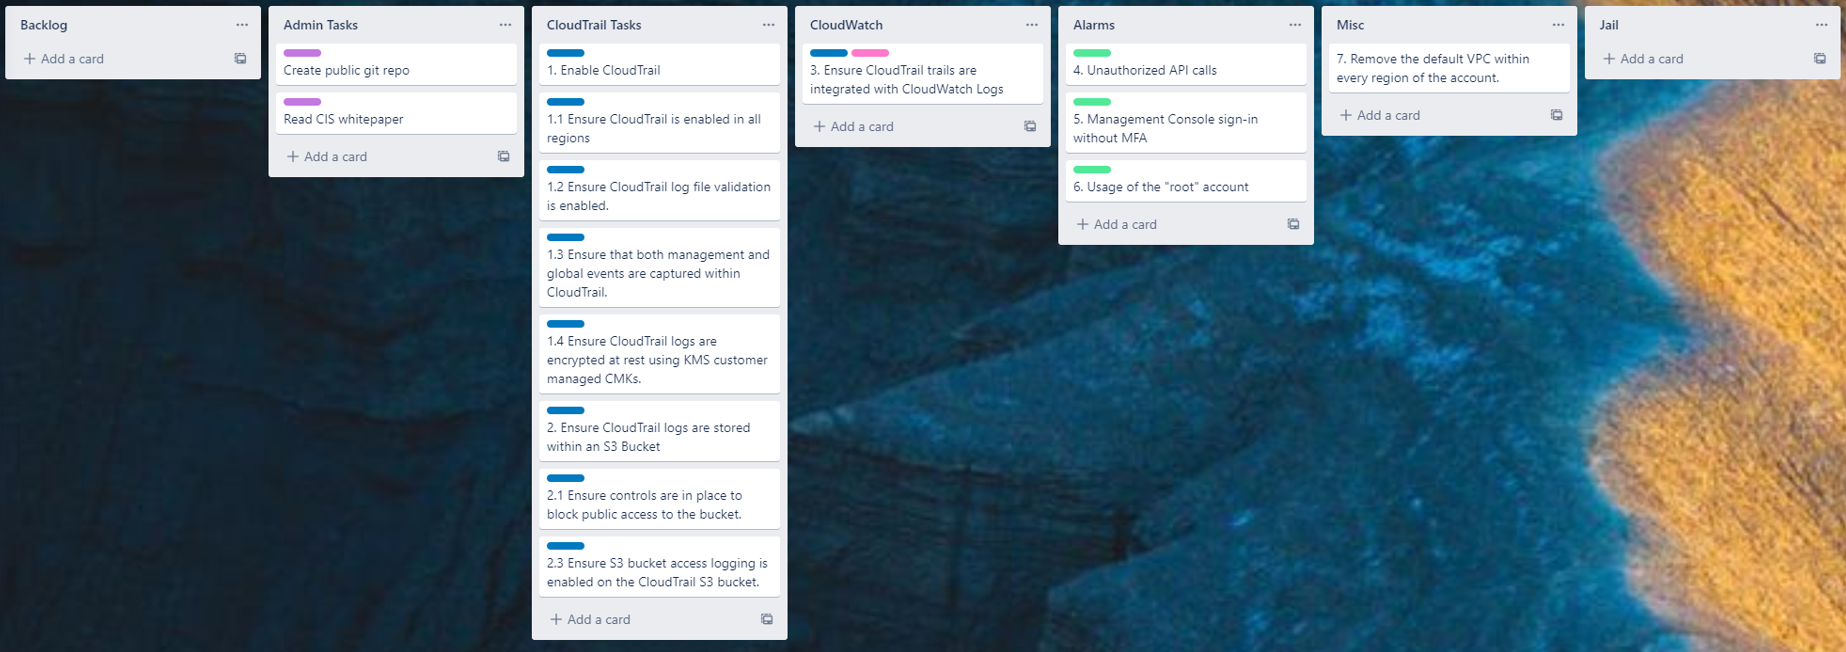 Backlog
Add a card
Admin Tasks
Create public git repo
Read CIS whitepaper
Add a card
CloudTrail Tasks
1. Enable CloudTrail
1.1 Ensure CloudTrail is enabled in all
regions
1.2 Ensure CloudTrail log file validation
is enabled.
1.3 Ensure that both management and
global events are captured within
CloudTrail.
1.4 Ensure CloudTrail logs are
encrypted at rest using KMS customer
managed CMKs.
2. Ensure CloudTrail logs are stored
within an S3 Bucket
2.1 Ensure controls are in place to
block public access to the bucket.
2.3 Ensure S3 bucket access logging is
enabled on the CloudTrail S3 bucket.
Add a card
CloudWatch
3. Ensure CloudTrail trails are
integrated with CloudWatch Logs
Add a card
Alarms
4. Unauthorized API calls
5. Management Console sign-in
without MFA
6. Usage of the "root" account
Add a card
Misc
7. Remove the default VPC within
every region of the account.
Add a card
Jail
Add a card